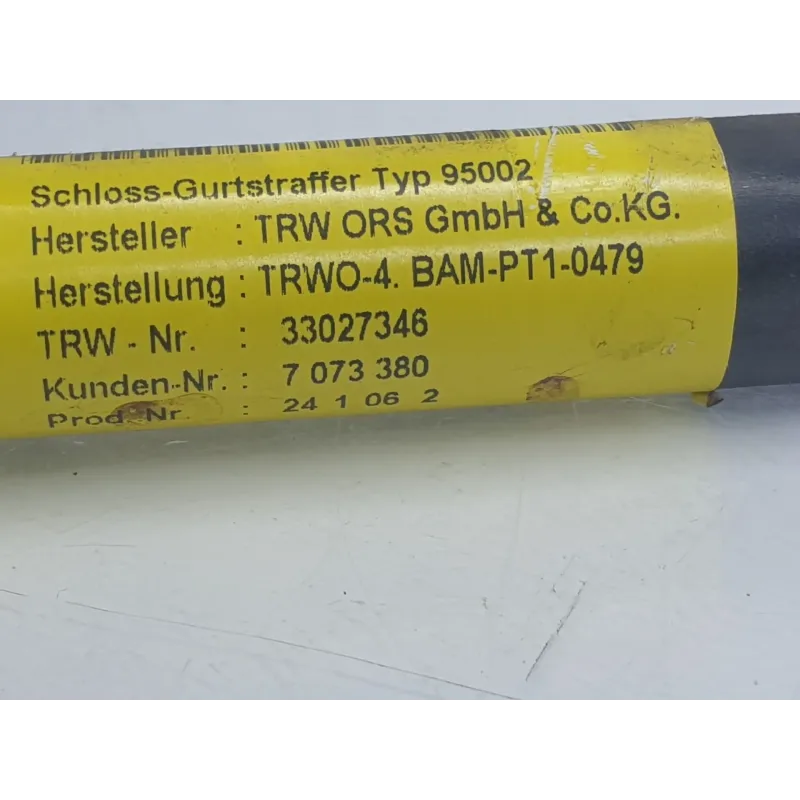 Schloss-Gurtstraffer Typ 95002
Hersteller : TRW ORS GmbH & Co.KG.
Herstellung : TRWO-4. BAM-PT1-0479
TRW - Nr. : 33027346
Kunden-Nr. : 7 073 380
Prod.-Nr. : 24 1 06 2